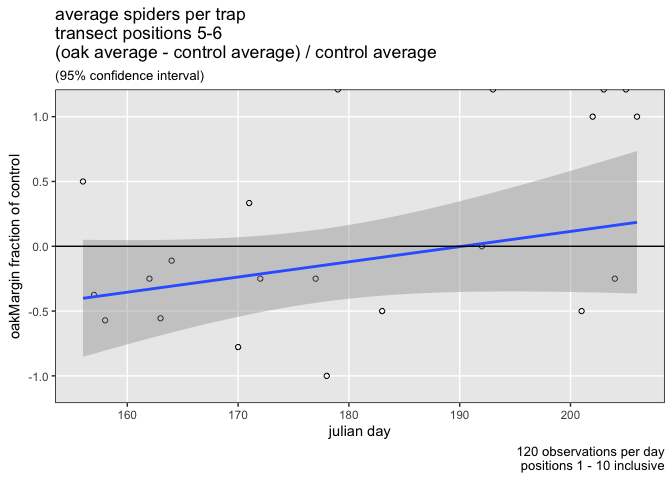 average spiders per trap
transect positions 5-6
(oak average - control average) / control average
(95% confidence interval)
oakMargin fraction of control
1.0
0.5
0.0
-0.5
-1.0
160 170 180 190 200
julian day
120 observations per day
positions 1 - 10 inclusive